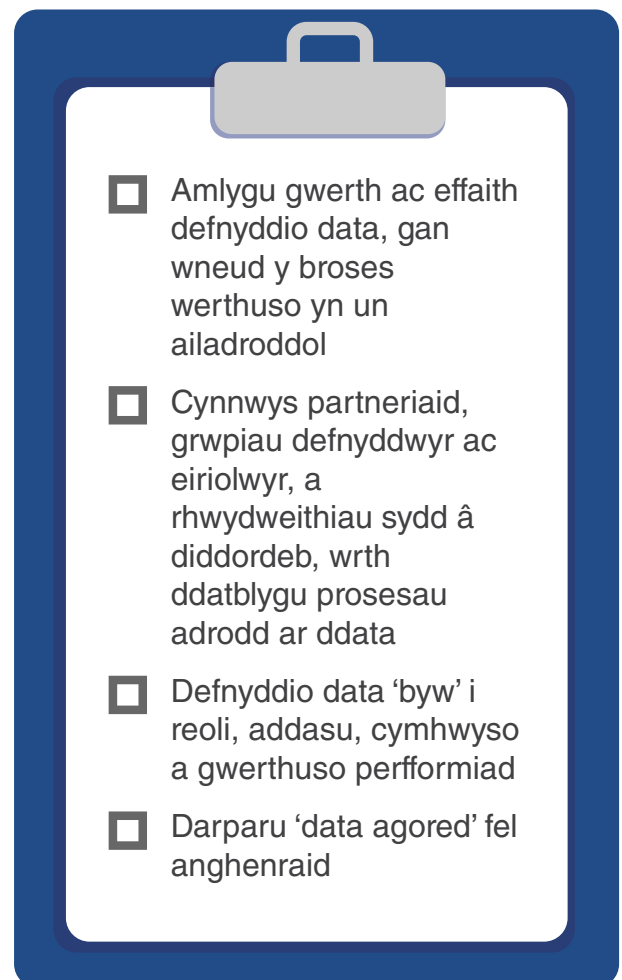 Amlygu gwerth ac effaith
defnyddio data, gan
wneud y broses
werthuso yn un
ailadroddol
Cynnwys partneriaid,
grwpiau defnyddwyr ac
eiriolwyr, a
rhwydweithiau sydd â
diddordeb, wrth
ddatblygu prosesau
adrodd ar ddata
Defnyddio data ‘byw’ i
reoli, addasu, cymhwyso
a gwerthuso perfformiad
Darparu ‘data agored’ fel
anghenraid